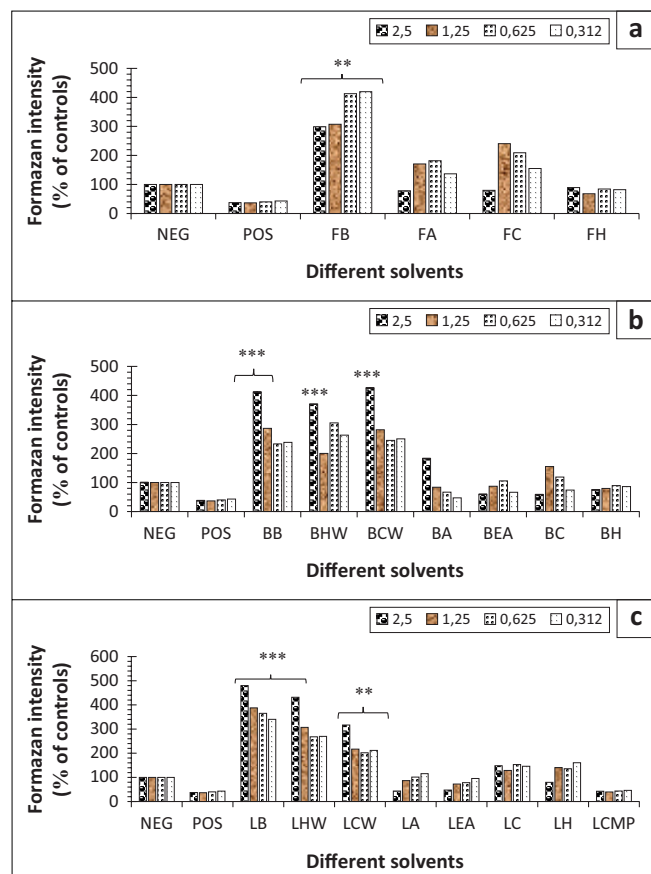 2,5 1,25 0,625 0,312
a
Formazan intensity
(% of controls)
500
400
300
200
100
0
**
NEG POS FB FA FC FH
Different solvents
2,5 1,25 0,625 0,312
b
Formazan intensity
(% of controls)
500
400
300
200
100
0
*** *** ***
NEG POS BB BHW BCW BA BEA BC BH
Different solvents
2,5 1,25 0,625 0,312
c
Formazan intensity
(% of controls)
600
500
400
300
200
100
0
*** **
NEG POS LB LHW LCW LA LEA LC LH LCMP
Different solvents